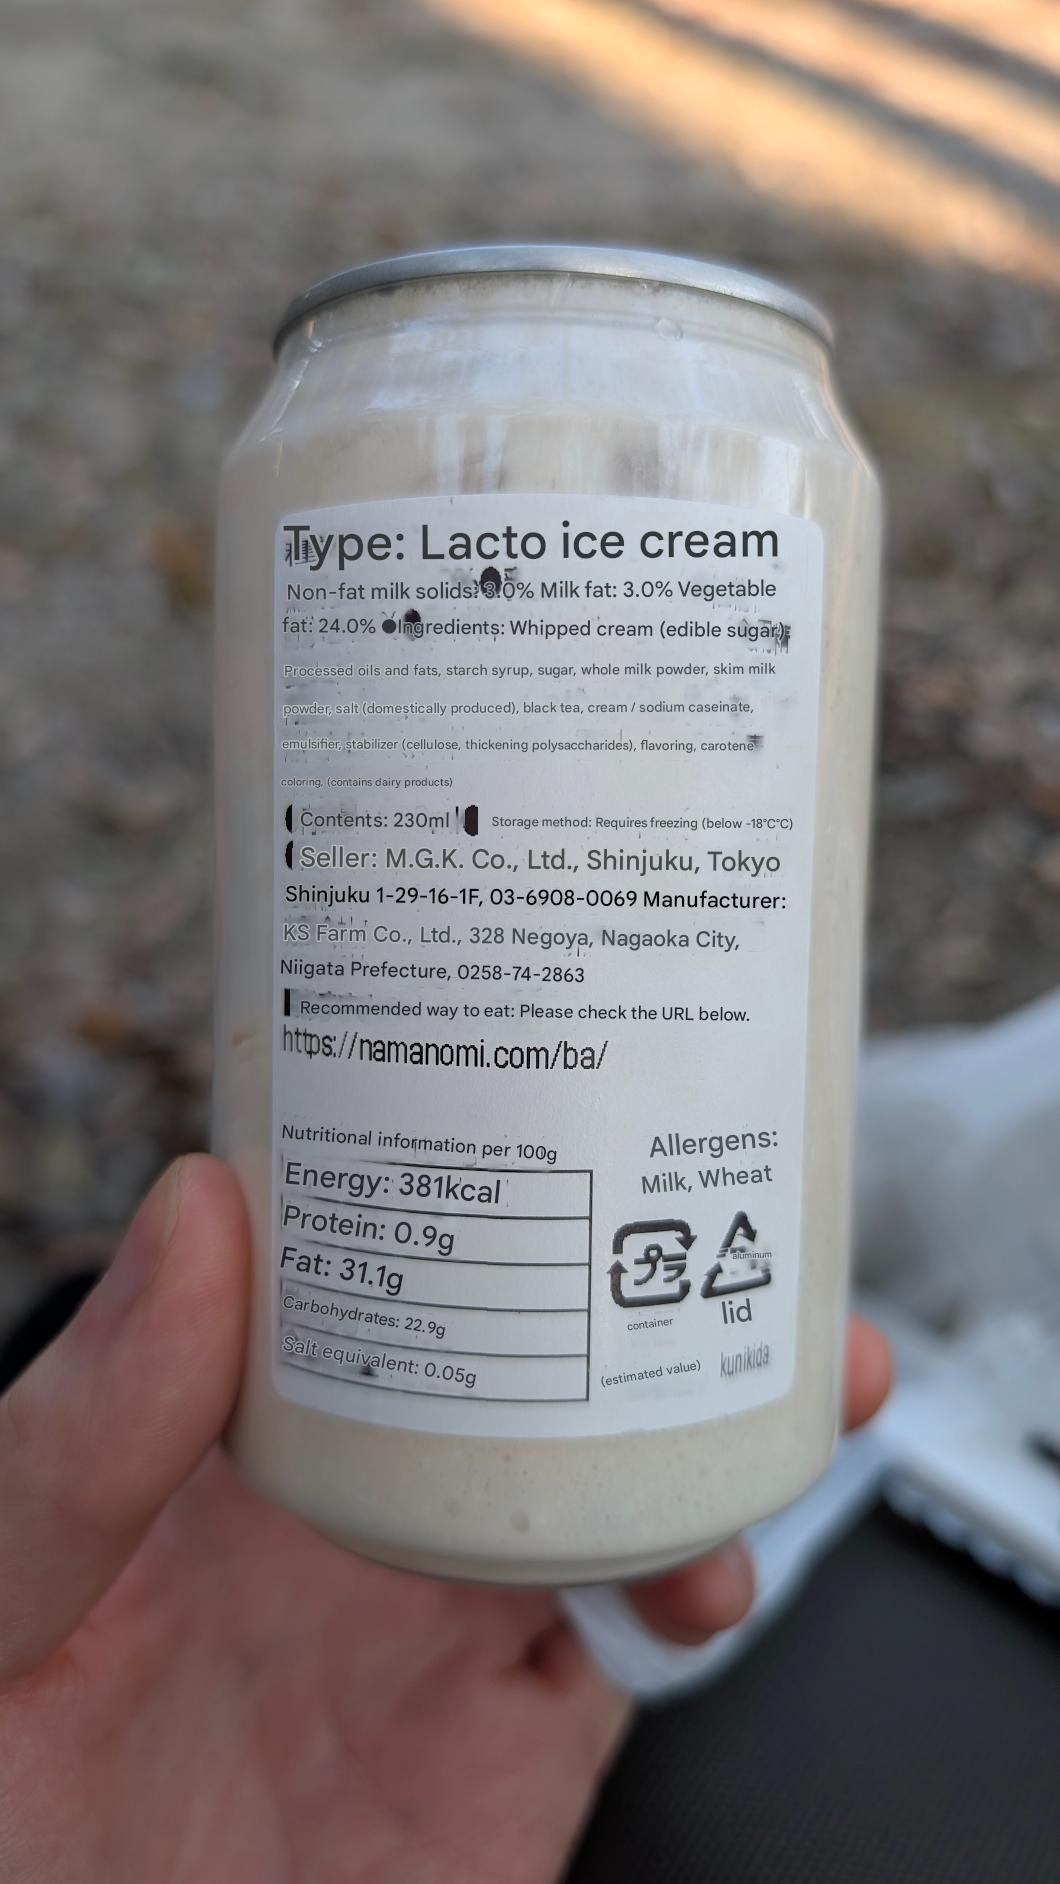 Type: Lacto ice cream
Non-fat milk solids: 3.0% Milk fat: 3.0% Vegetable
fat: 24.0% ●Ingredients: Whipped cream (edible sugar),
Processed oils and fats, starch syrup, sugar, whole milk powder, skim milk
powder, salt (domestically produced), black tea, cream / sodium caseinate,
emulsifier, stabilizer (cellulose, thickening polysaccharides), flavoring, carotene
coloring, (contains dairy products)
Contents: 230ml Storage method: Requires freezing (below -18°C°C)
Seller: M.G.K. Co., Ltd., Shinjuku, Tokyo
Shinjuku 1-29-16-1F, 03-6908-0069 Manufacturer:
KS Farm Co., Ltd., 328 Negoya, Nagaoka City,
Niigata Prefecture, 0258-74-2863
Recommended way to eat: Please check the URL below.
https://namanomi.com/ba/
Nutritional information per 100g
Energy: 381kcal
Protein: 0.9g
Fat: 31.1g
Carbohydrates: 22.9g
Salt equivalent: 0.05g
(estimated value)
Allergens:
Milk, Wheat
プラ
aluminum
container
lid
kunikida